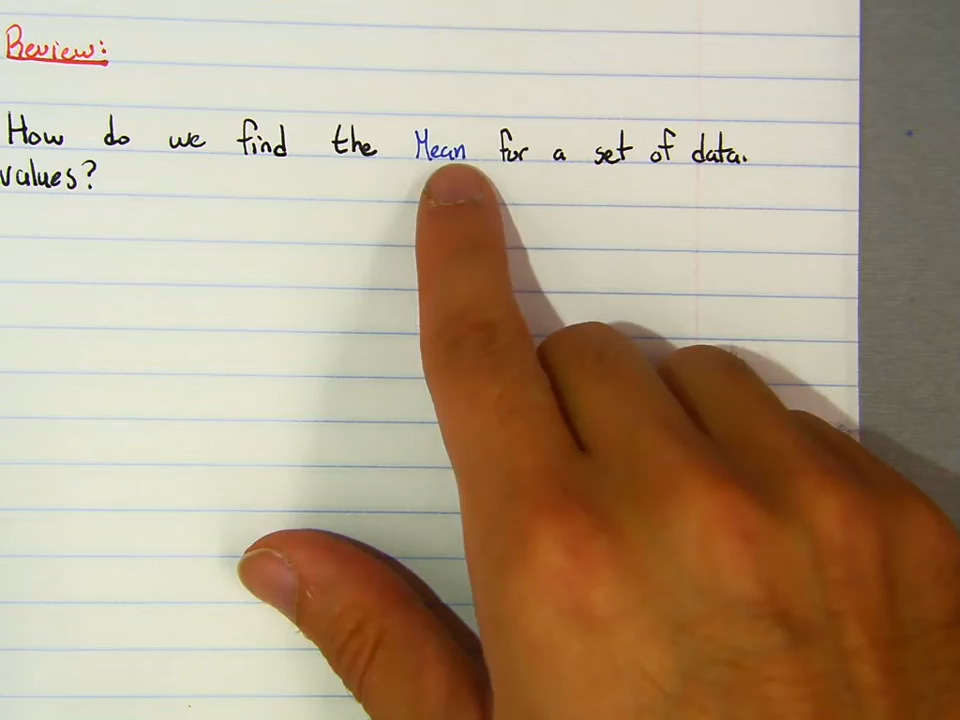 Review:
How do we find the Mean for a set of data.
values?